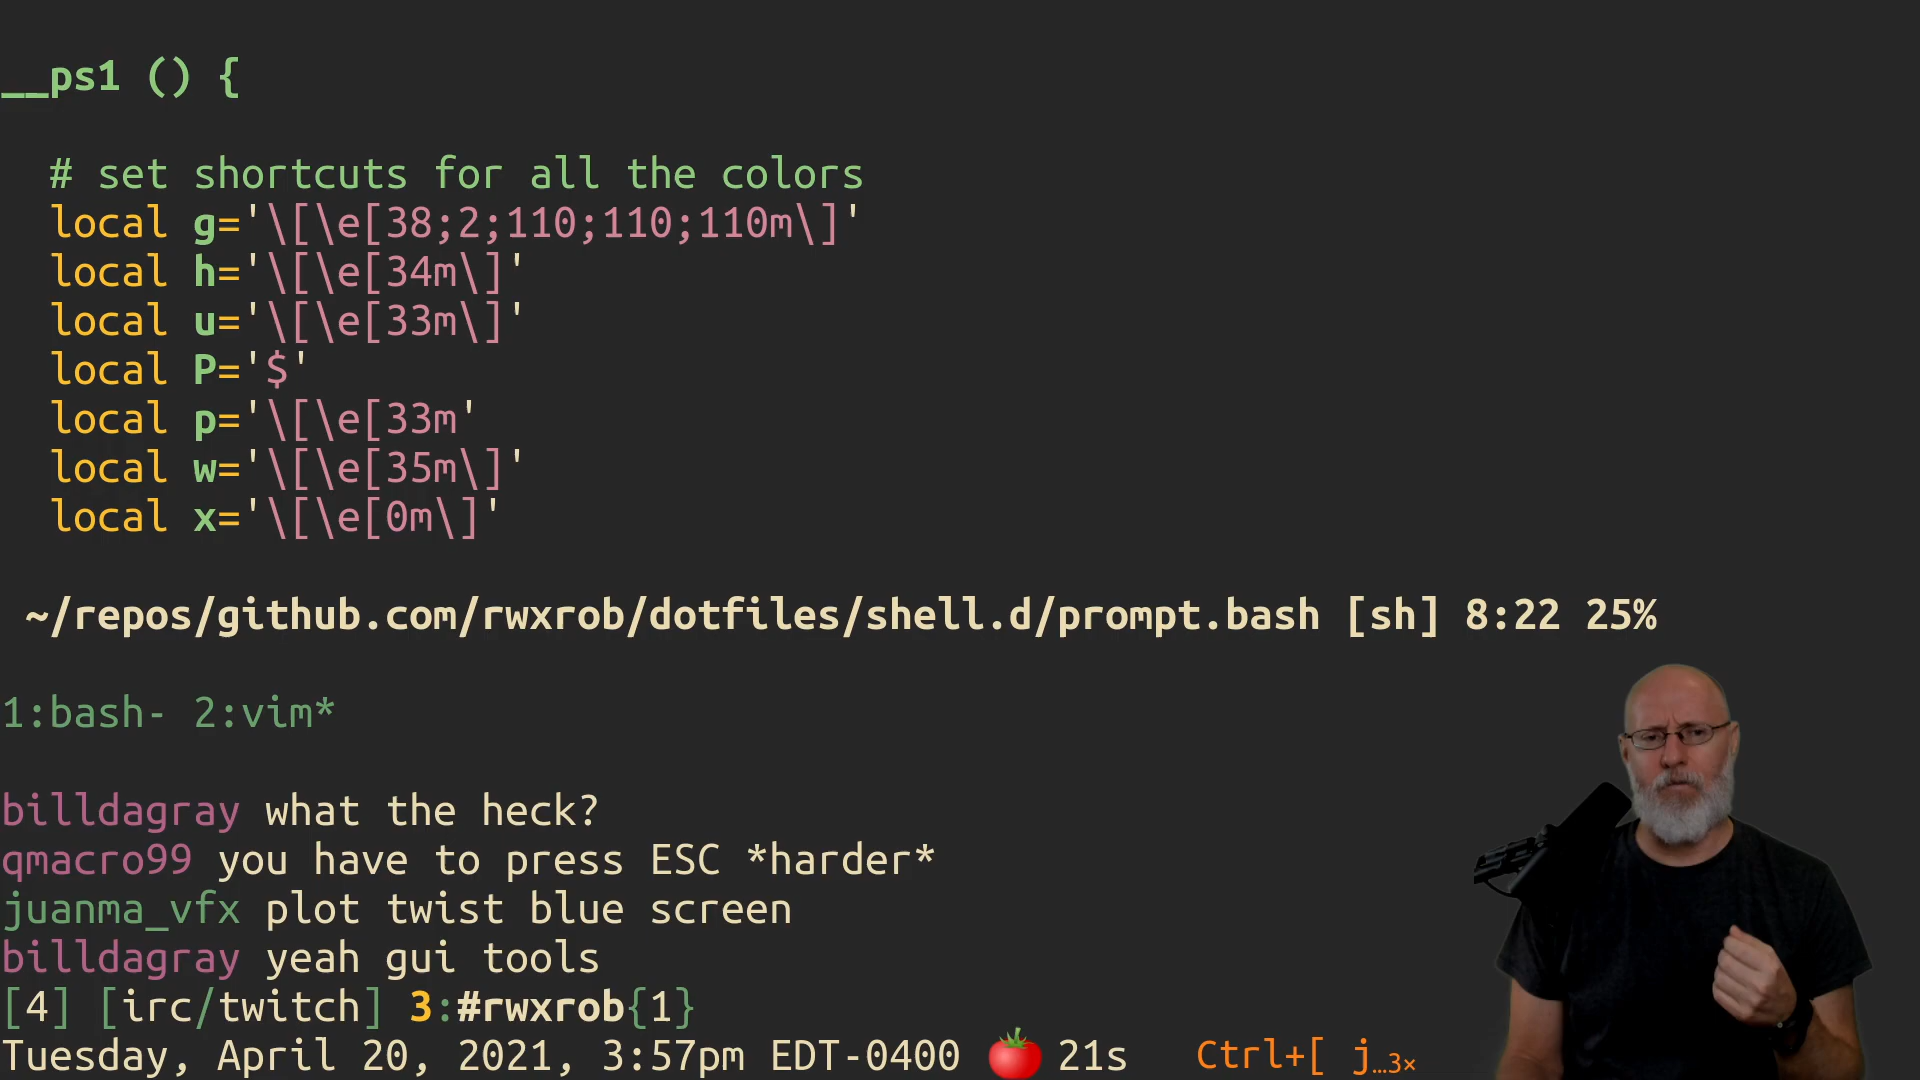 __ps1 () {
# set shortcuts for all the colors
local g='\[\e[38;2;110;110;110m\]'
local h='\[\e[34m\]'
local u='\[\e[33m\]'
local P='$'
local p='\[\e[33m'
local w='\[\e[35m\]'
local x='\[\e[0m\]'
~/repos/github.com/rwxrob/dotfiles/shell.d/prompt.bash [sh] 8:22 25%
1:bash- 2:vim*
billdagray what the heck?
qmacro99 you have to press ESC *harder*
juanma_vfx plot twist blue screen
billdagray yeah gui tools
[4] [irc/twitch] 3:#rwxrob{1}
Tuesday, April 20, 2021, 3:57pm EDT-0400 🍅 21s Ctrl+[ j…3×